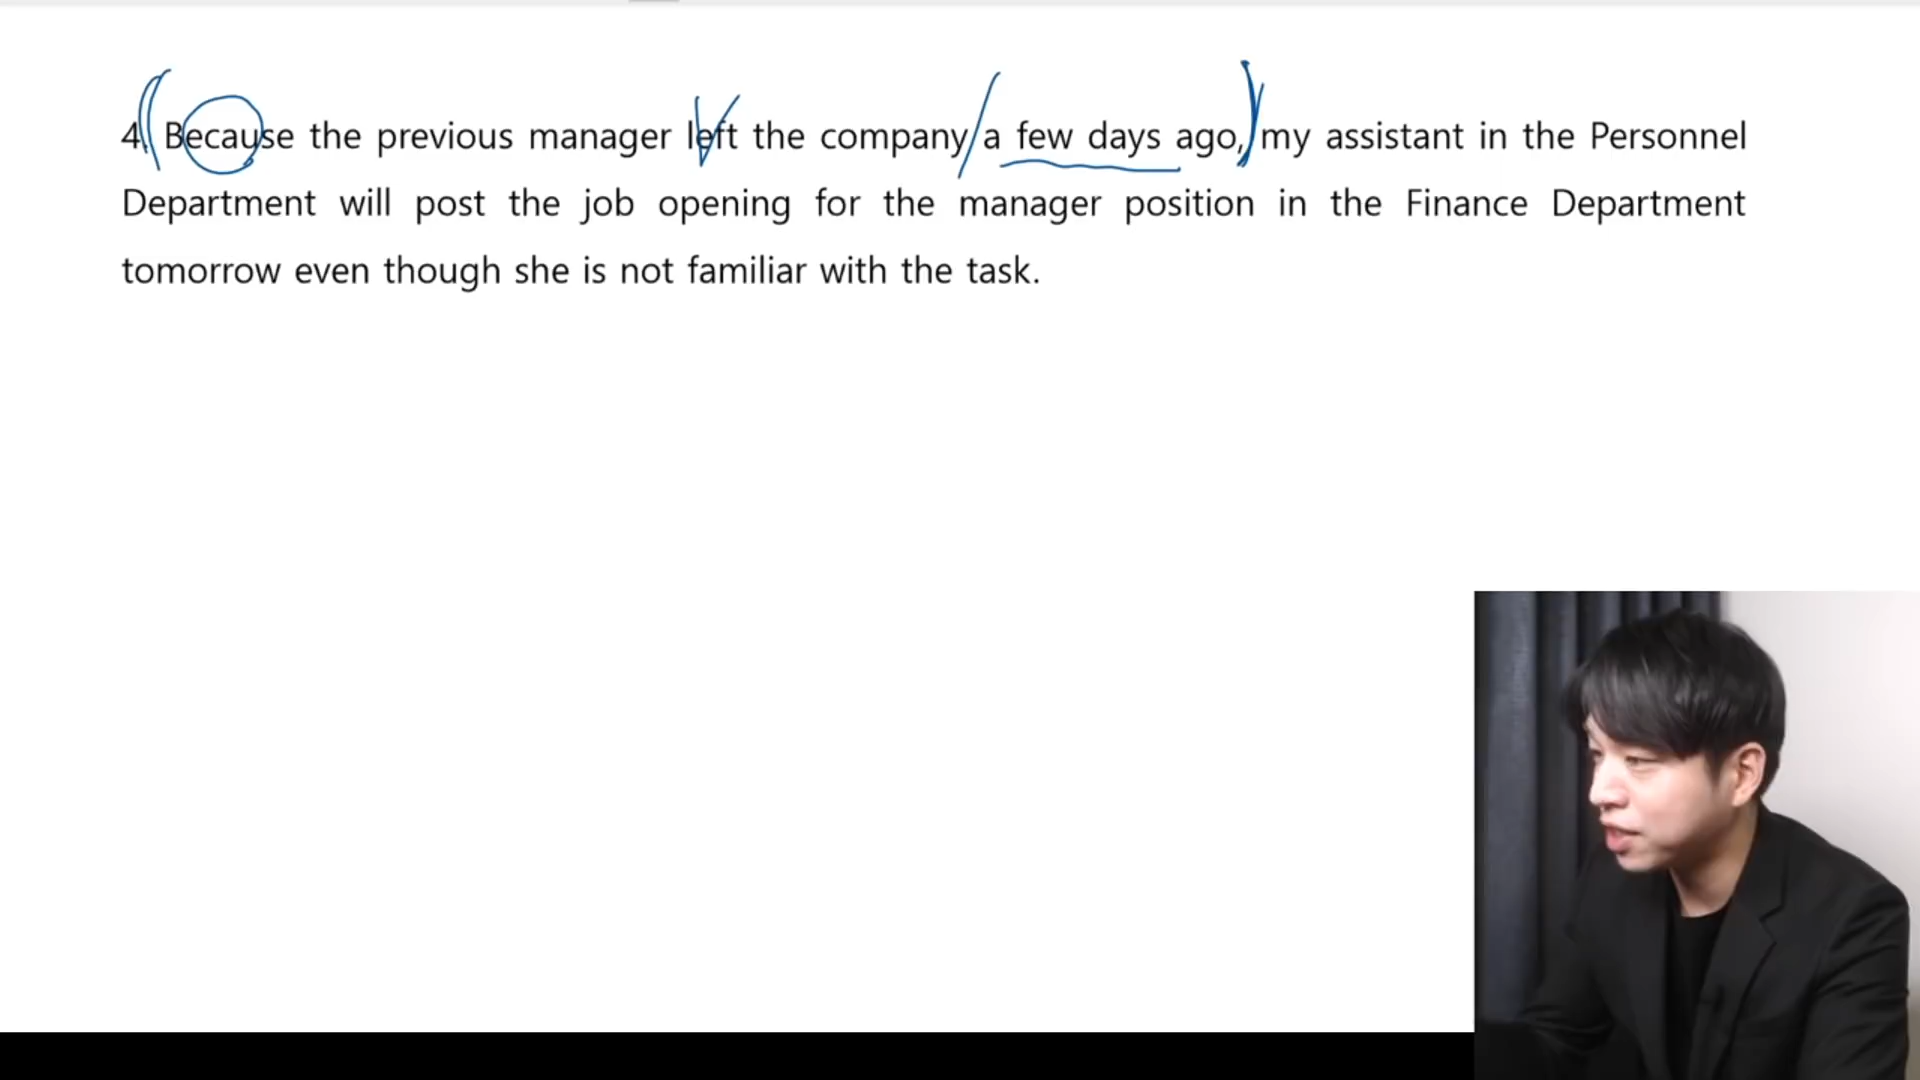 4. Because the previous manager left the company a few days ago, my assistant in the Personnel
Department will post the job opening for the manager position in the Finance Department
tomorrow even though she is not familiar with the task.